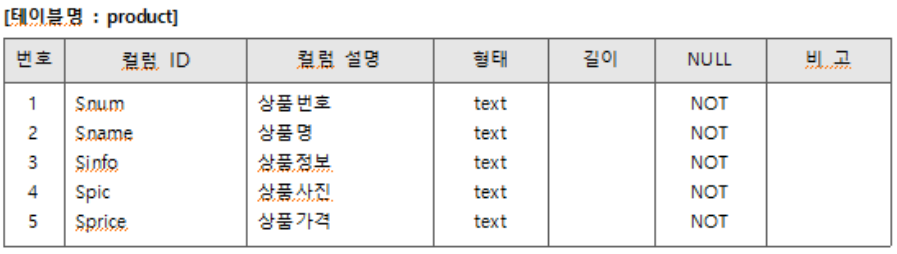 [테이블명 : product]
번호 컬럼 ID 컬럼 설명 형태 길이 NULL 비 고
1 Snum 상품번호 text NOT
2 Sname 상품명 text NOT
3 Sinfo 상품정보 text NOT
4 Spic 상품사진 text NOT
5 Sprice 상품가격 text NOT